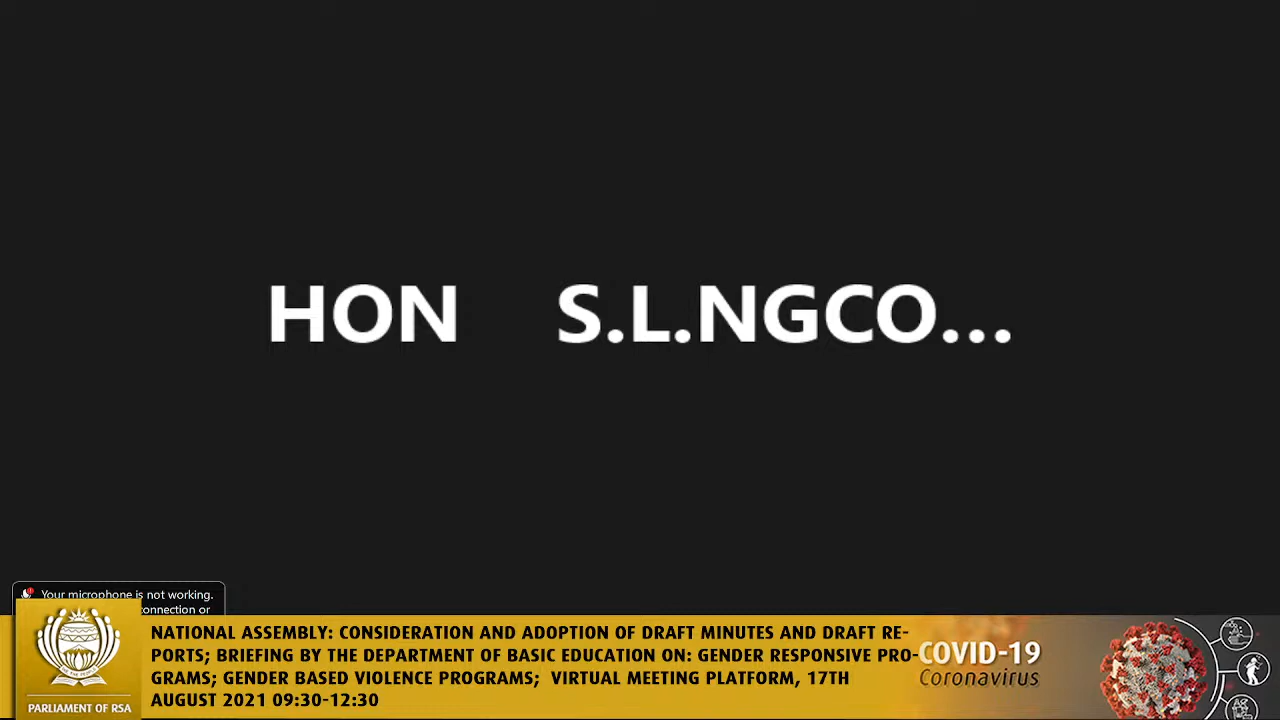 HON S.L.NGCO...
Your microphone is not working.
connection or
NATIONAL ASSEMBLY: CONSIDERATION AND ADOPTION OF DRAFT MINUTES AND DRAFT RE-
PORTS; BRIEFING BY THE DEPARTMENT OF BASIC EDUCATION ON: GENDER RESPONSIVE PRO-
GRAMS; GENDER BASED VIOLENCE PROGRAMS; VIRTUAL MEETING PLATFORM, 17TH
AUGUST 2021 09:30-12:30
PARLIAMENT OF RSA
COVID-19
Coronavirus